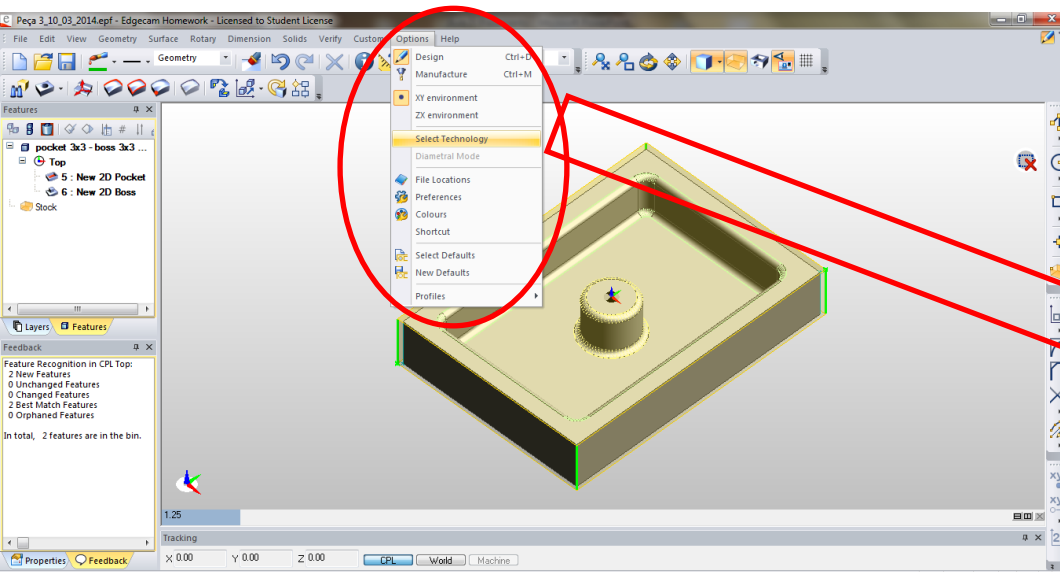 Peça 3_10_03_2014.epf - Edgecam Homework - Licensed to Student License
File Edit View Geometry Surface Rotary Dimension Solids Verify Custom Options Help
Geometry
Design Ctrl+D
Manufacture Ctrl+M
XY environment
ZX environment
Select Technology
Diametral Mode
File Locations
Preferences
Colours
Shortcut
Select Defaults
New Defaults
Profiles
Features
pocket 3x3 - boss 3x3 ...
Top
5 : New 2D Pocket
6 : New 2D Boss
Stock
Layers Features
Feedback
Feature Recognition in CPL Top:
2 New Features
0 Unchanged Features
0 Changed Features
2 Best Match Features
0 Orphaned Features
In total, 2 features are in the bin.
Properties Feedback
1.25
Tracking
X 0.00 Y 0.00 Z 0.00 CPL World Machine